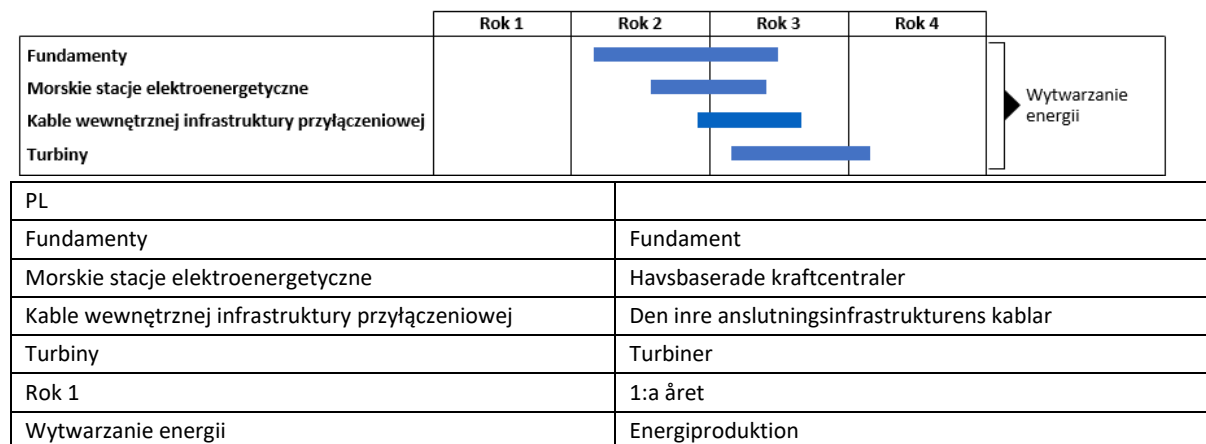 Rok 1 Rok 2 Rok 3 Rok 4
Fundamenty
Morskie stacje elektroenergetyczne
Kable wewnętrznej infrastruktury przyłączeniowej
Turbiny
Wytwarzanie
energii
PL
Fundamenty Fundament
Morskie stacje elektroenergetyczne Havsbaserade kraftcentraler
Kable wewnętrznej infrastruktury przyłączeniowej Den inre anslutningsinfrastrukturens kablar
Turbiny Turbiner
Rok 1 1:a året
Wytwarzanie energii Energiproduktion